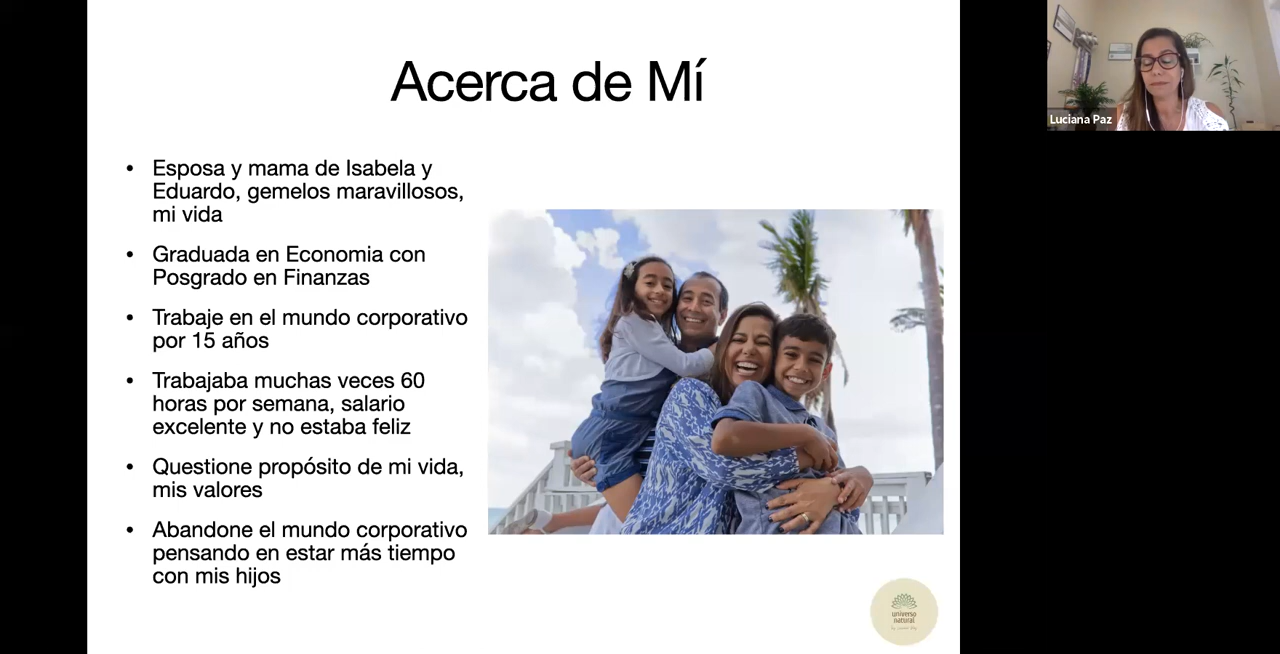 Acerca de Mí
• Esposa y mama de Isabela y
Eduardo, gemelos maravillosos,
mi vida
• Graduada en Economia con
Posgrado en Finanzas
• Trabaje en el mundo corporativo
por 15 años
• Trabajaba muchas veces 60
horas por semana, salario
excelente y no estaba feliz
• Questione propósito de mi vida,
mis valores
• Abandone el mundo corporativo
pensando en estar más tiempo
con mis hijos
universo
natural
Luciana Paz